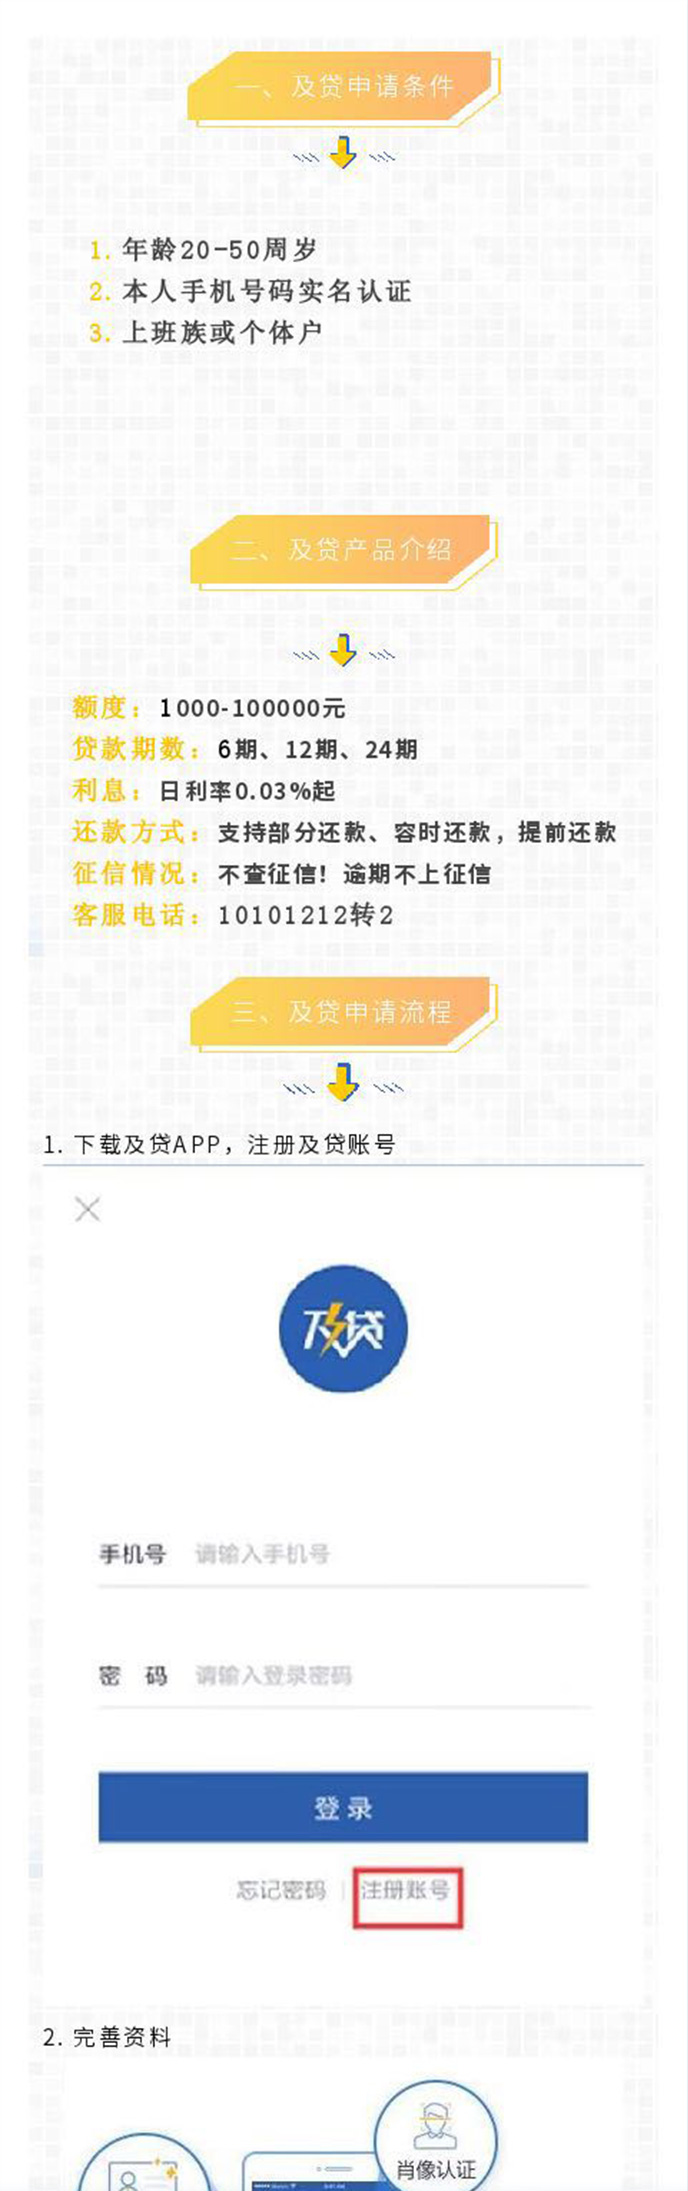 一、及贷申请条件
1. 年龄20-50周岁
2. 本人手机号码实名认证
3. 上班族或个体户
二、及贷产品介绍
额度：1000-100000元
贷款期数：6期、12期、24期
利息：日利率0.03%起
还款方式：支持部分还款、容时还款，提前还款
征信情况：不查征信！逾期不上征信
客服电话：10101212转2
三、及贷申请流程
1. 下载及贷APP，注册及贷账号
及贷
手机号 请输入手机号
密 码 请输入登录密码
登录
忘记密码 | 注册账号
2. 完善资料
肖像认证